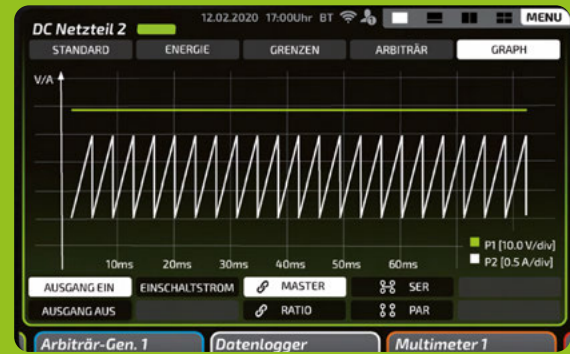 12.02.2020 17:00Uhr BT MENU
DC Netzteil 2
STANDARD ENERGIE GRENZEN ARBITRÄR GRAPH
V/A
P1 [10.0 V/div]
10ms 20ms 30ms 40ms 50ms 60ms P2 [0.5 A/div]
AUSGANG EIN EINSCHALTSTROM MASTER SER
AUSGANG AUS RATIO PAR
Arbiträr-Gen. 1 Datenlogger Multimeter 1